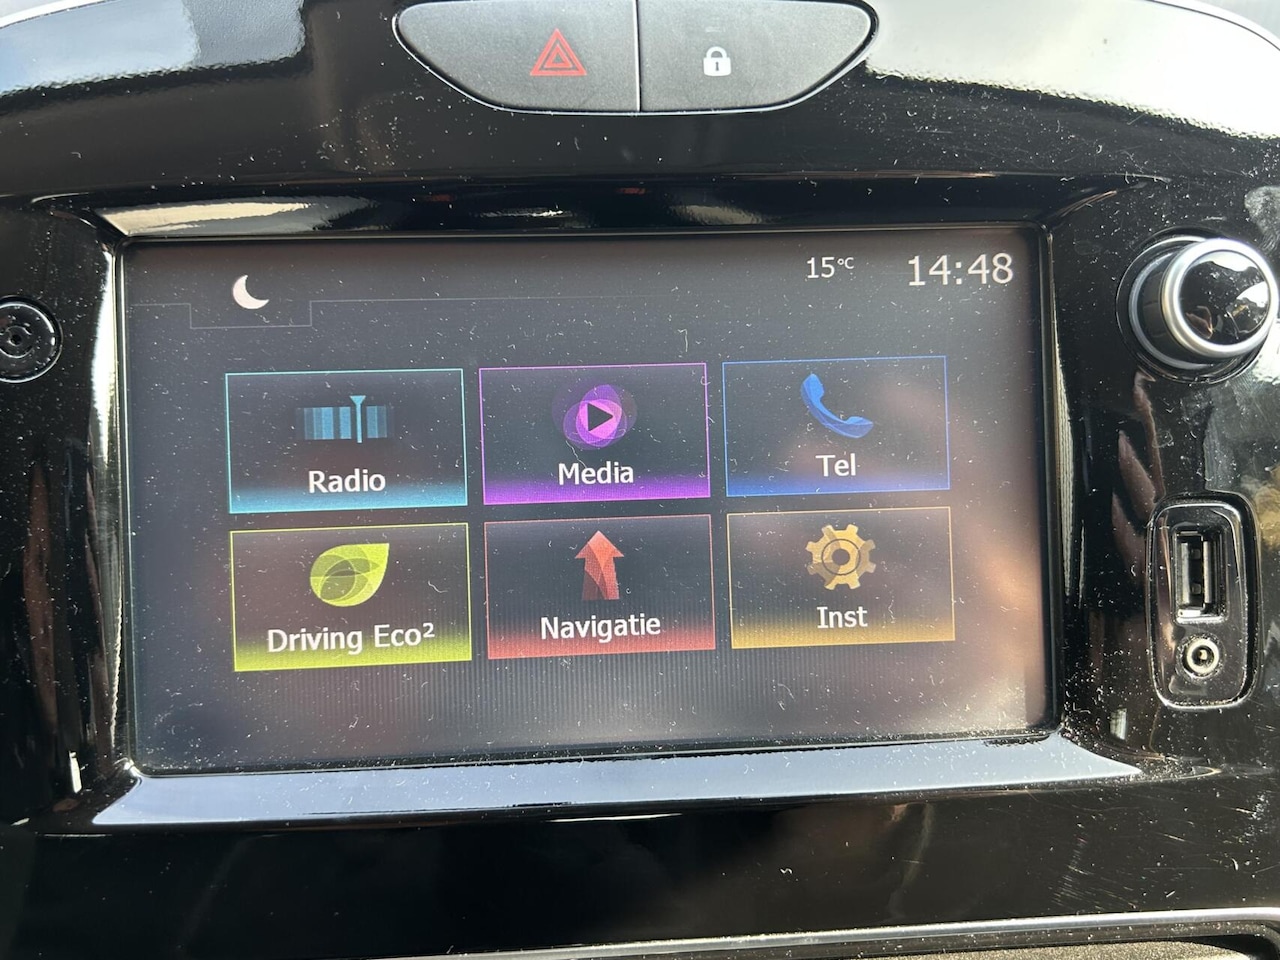 15°C 14:48
Radio
Media
Tel
Driving Eco²
Navigatie
Inst